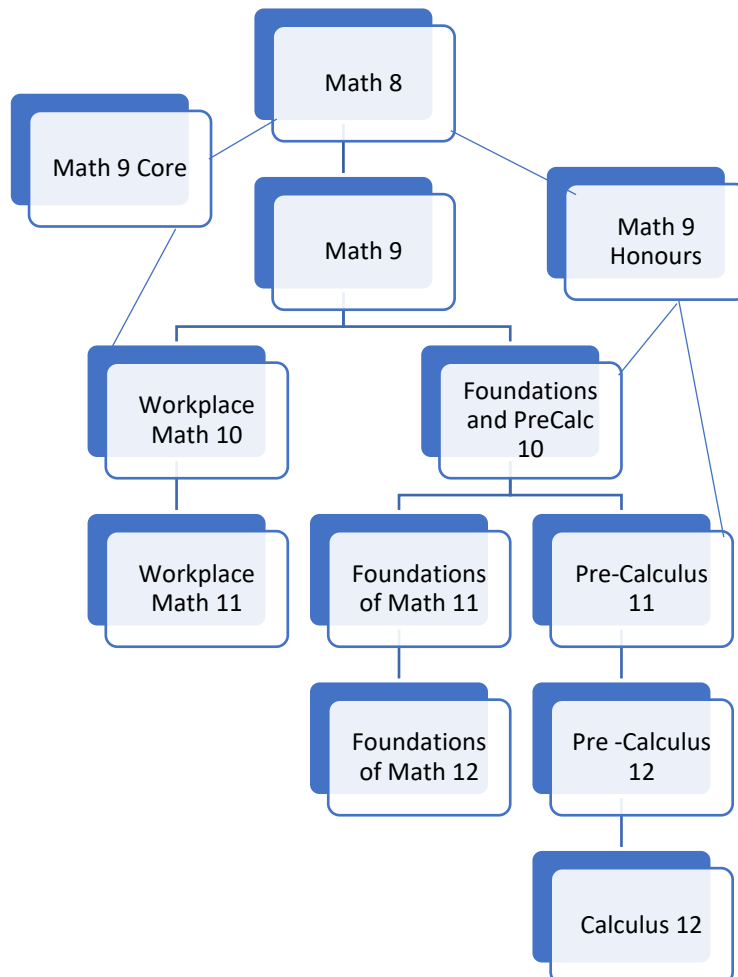 Math 8
Math 9 Core
Math 9
Math 9
Honours
Workplace
Math 10
Foundations
and PreCalc
10
Workplace
Math 11
Foundations
of Math 11
Pre-Calculus
11
Foundations
of Math 12
Pre -Calculus
12
Calculus 12